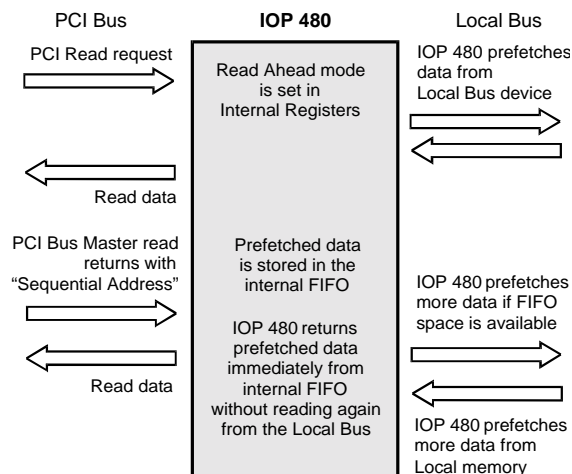 PCI Bus
IOP 480
Local Bus
PCI Read request
Read Ahead mode
is set in
Internal Registers
IOP 480 prefetches
data from
Local Bus device
Read data
PCI Bus Master read
returns with
“Sequential Address”
Prefetched data
is stored in the
internal FIFO
IOP 480 prefetches
more data if FIFO
space is available
IOP 480 returns
prefetched data
immediately from
internal FIFO
without reading again
from the Local Bus
Read data
IOP 480 prefetches
more data from
Local memory